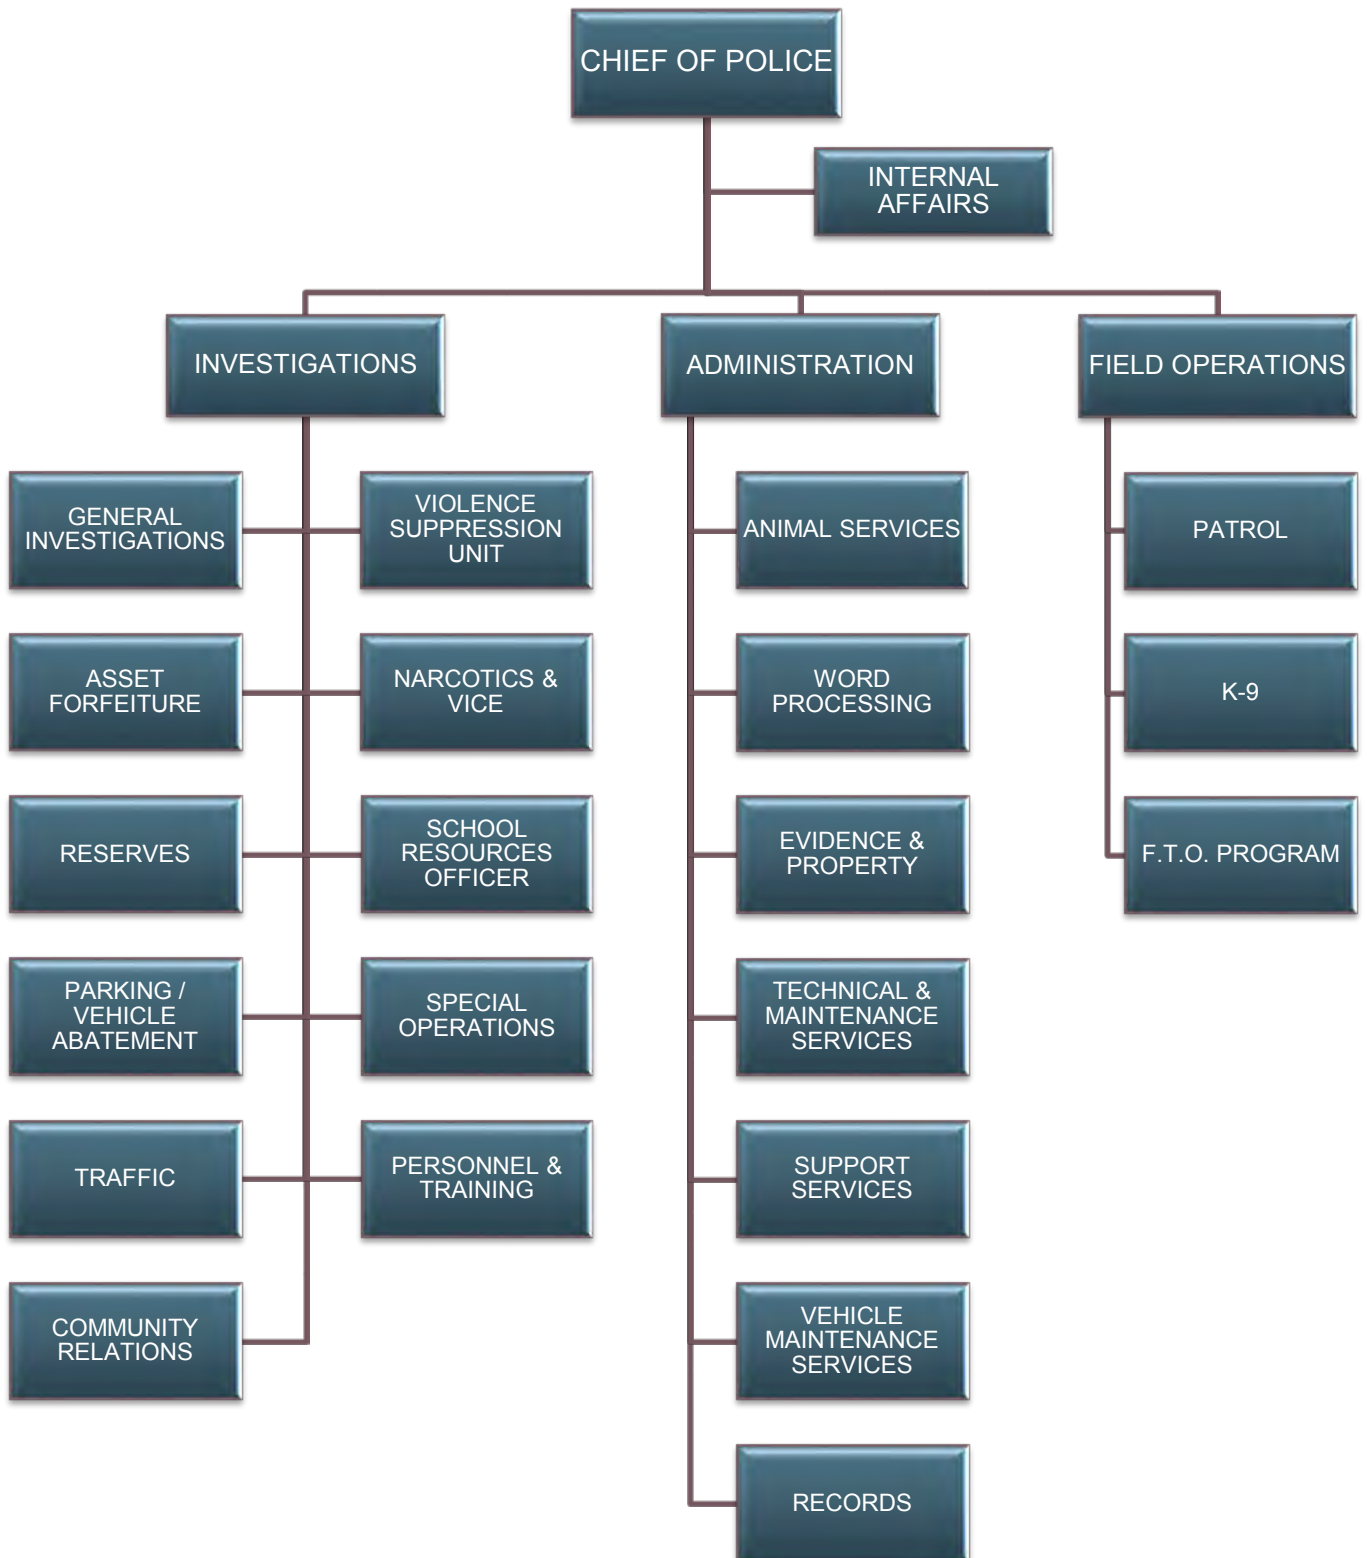 CHIEF OF POLICE
INTERNAL
AFFAIRS
INVESTIGATIONS
ADMINISTRATION
FIELD OPERATIONS
GENERAL
INVESTIGATIONS
VIOLENCE
SUPPRESSION
UNIT
ANIMAL SERVICES
PATROL
ASSET
FORFEITURE
NARCOTICS &
VICE
WORD
PROCESSING
K-9
RESERVES
SCHOOL
RESOURCES
OFFICER
EVIDENCE &
PROPERTY
F.T.O. PROGRAM
PARKING /
VEHICLE
ABATEMENT
SPECIAL
OPERATIONS
TECHNICAL &
MAINTENANCE
SERVICES
TRAFFIC
PERSONNEL &
TRAINING
SUPPORT
SERVICES
COMMUNITY
RELATIONS
VEHICLE
MAINTENANCE
SERVICES
RECORDS